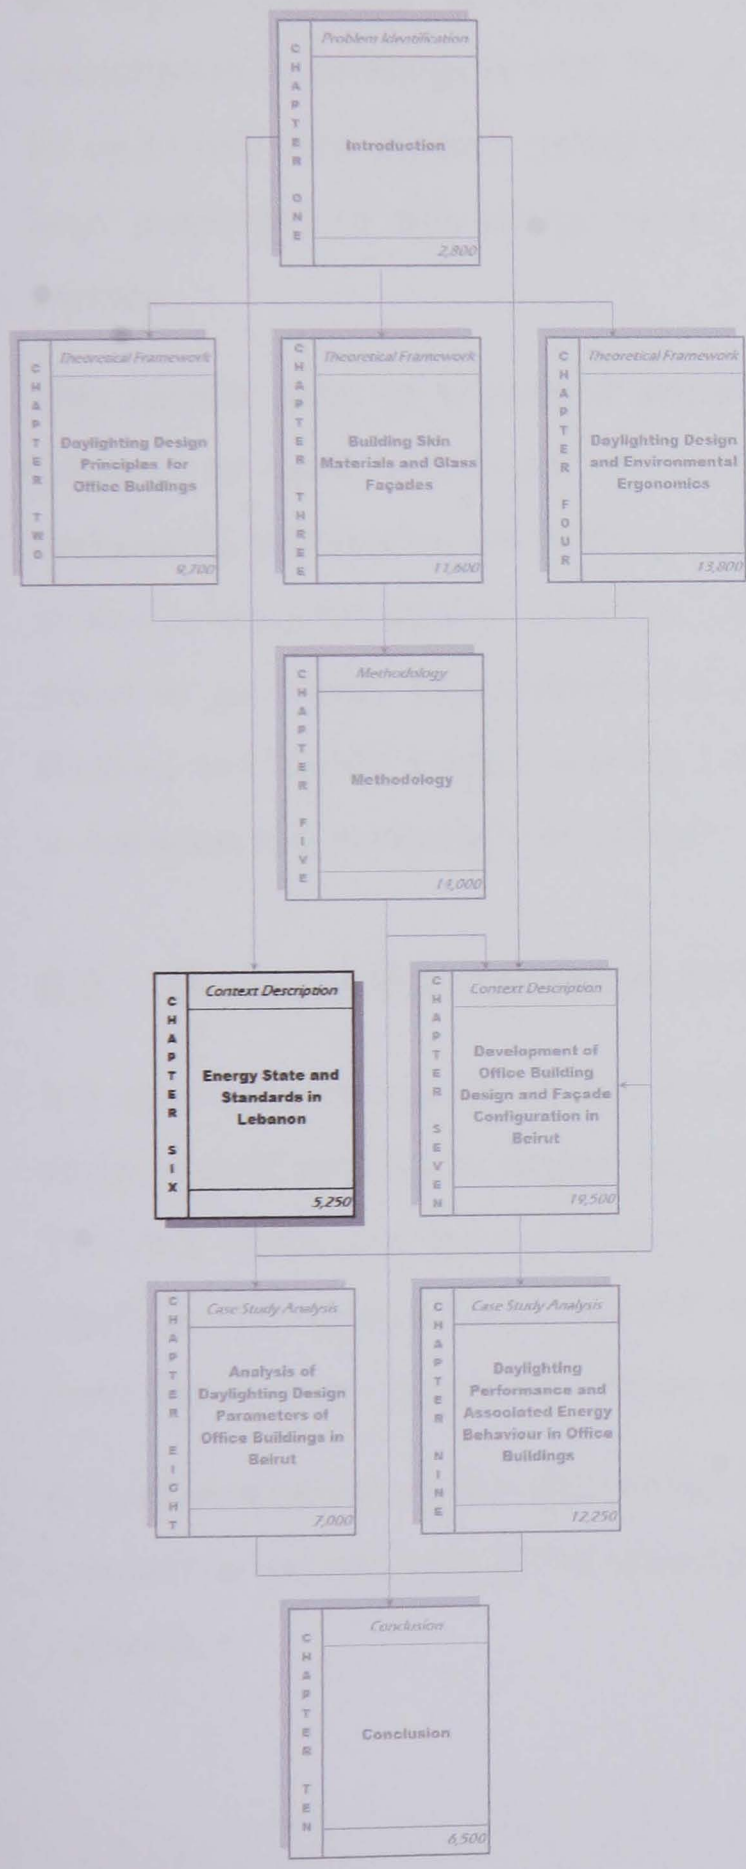 CHAPTER ONE
Problem Identification
Introduction
2,800
CHAPTER TWO
Theoretical Framework
Daylighting Design
Principles for
Office Buildings
9,700
CHAPTER THREE
Theoretical Framework
Building Skin
Materials and Glass
Façades
11,600
CHAPTER FOUR
Theoretical Framework
Daylighting Design
and Environmental
Ergonomics
13,800
CHAPTER FIVE
Methodology
Methodology
11,000
CHAPTER SIX
Context Description
Energy State and
Standards in
Lebanon
5,250
CHAPTER SEVEN
Context Description
Development of
Office Building
Design and Façade
Configuration in
Beirut
19,500
CHAPTER EIGHT
Case Study Analysis
Analysis of
Daylighting Design
Parameters of
Office Buildings in
Beirut
7,000
CHAPTER NINE
Case Study Analysis
Daylighting
Performance and
Associated Energy
Behaviour in Office
Buildings
12,250
CHAPTER TEN
Conclusion
Conclusion
6,500